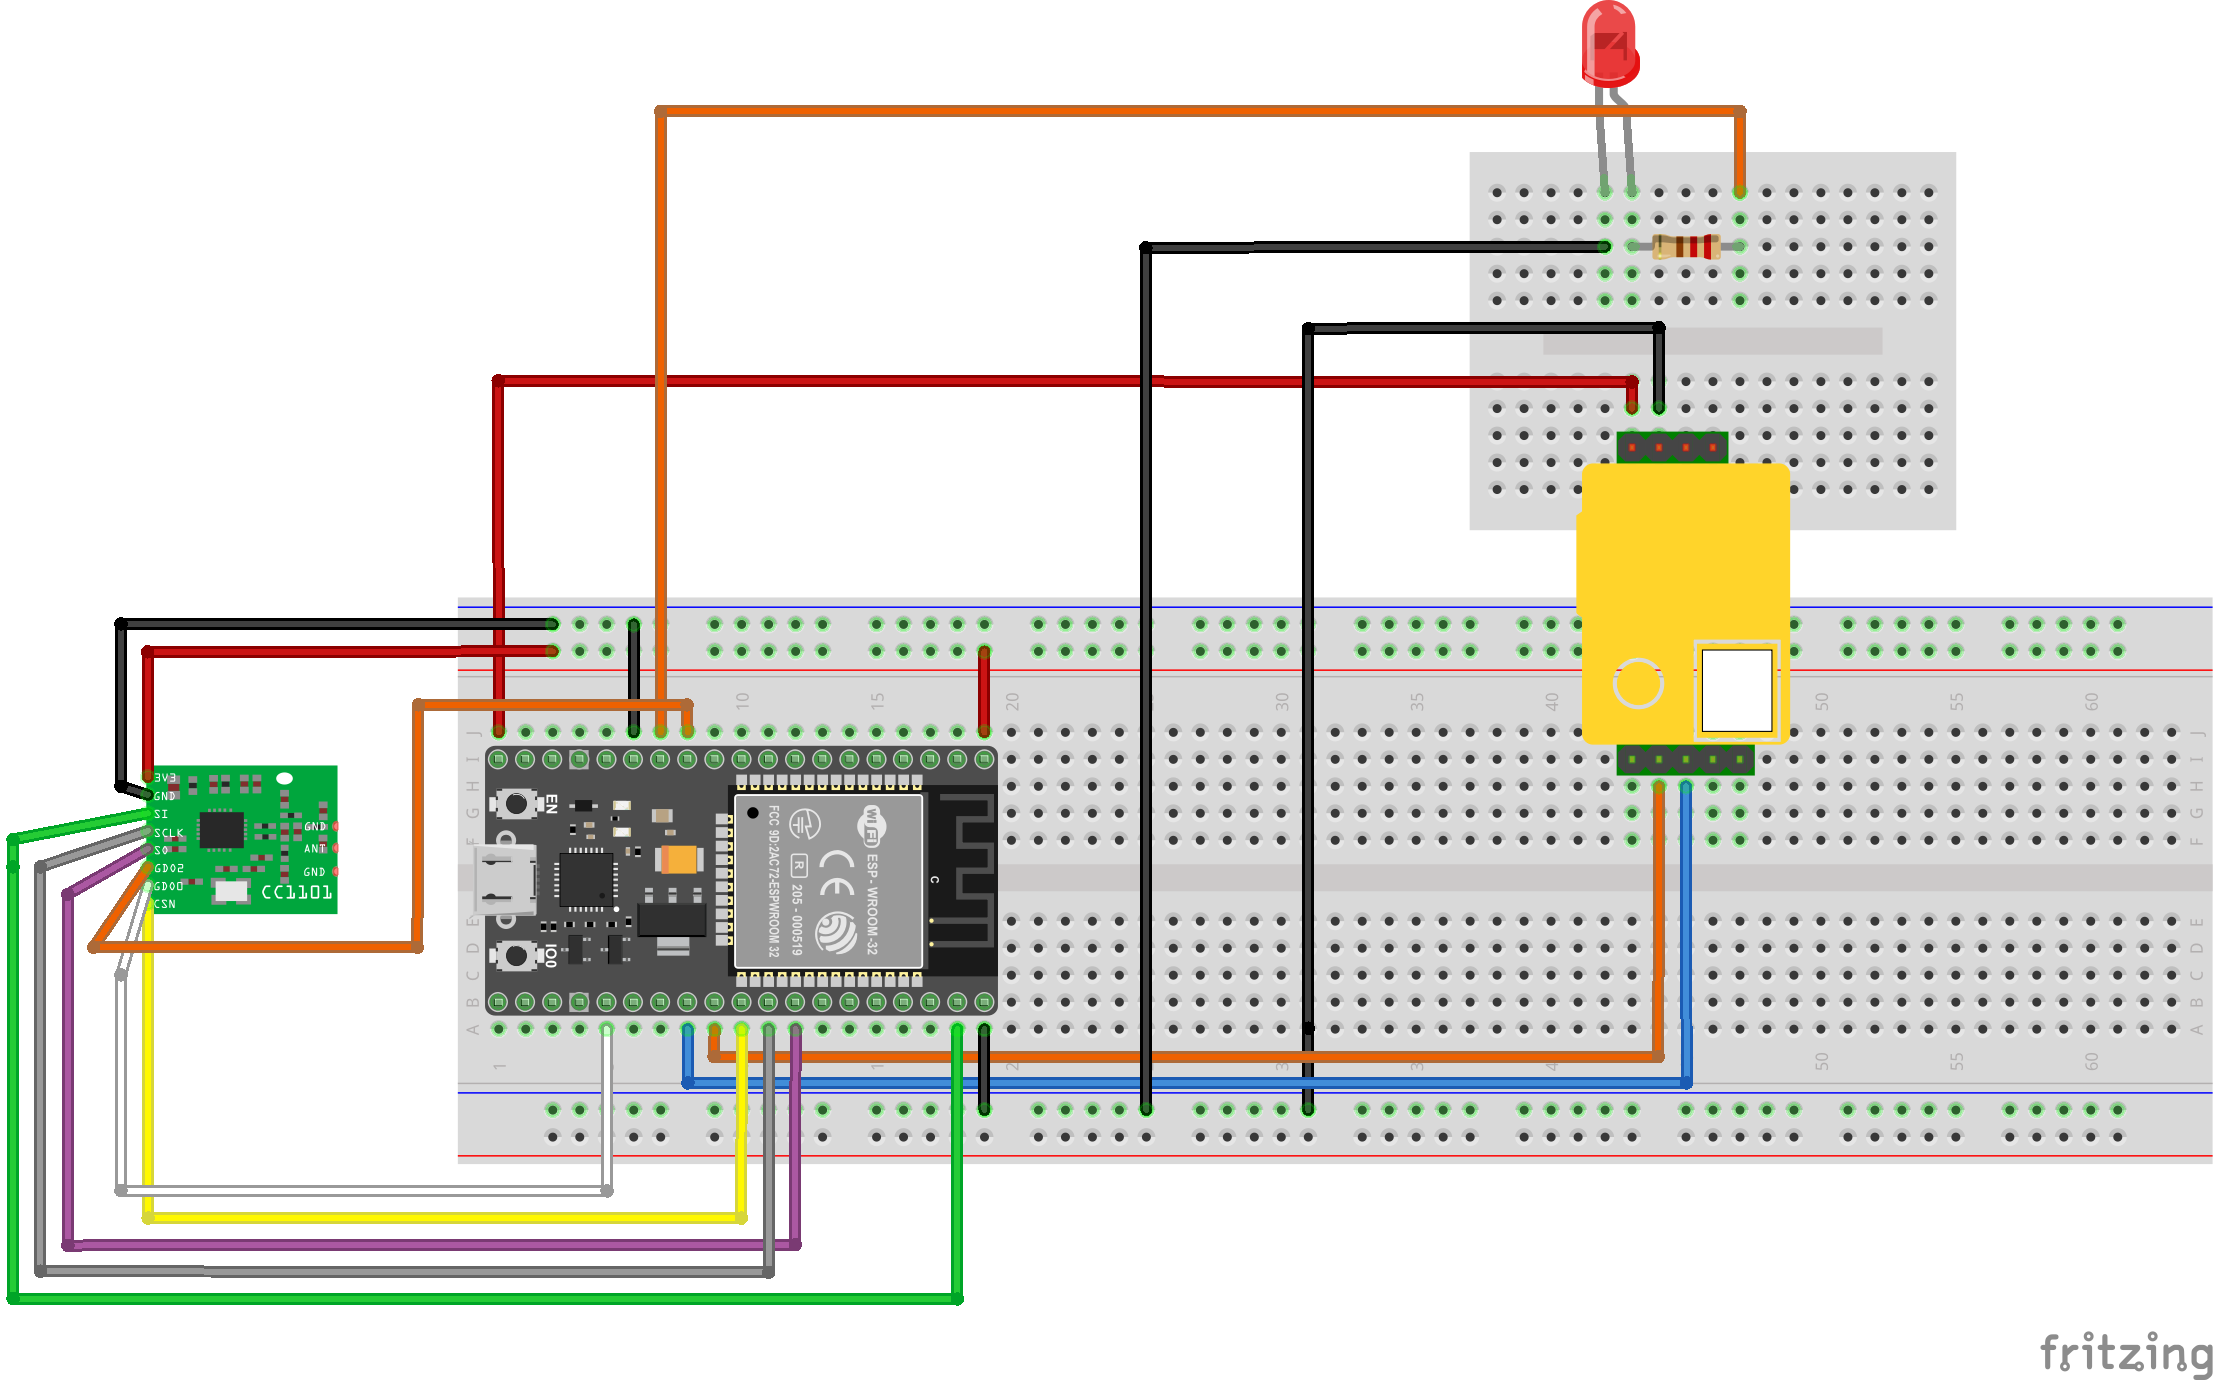 10 15 20 35 40 50 55 60
J J
I I
H H
G G
F F
3V3
GND
SI
SCLK
SO
GDO2
GDO0
CSN
GND
ANT
GND
CC1101
EN
IO0
FCC 9D:2AC72-ESPWROOM 32
R
205 - 000519
CE
WiFi
ESP - WROOM -32
C
E E
D D
C C
B B
A A
1 50 55 60
fritzing